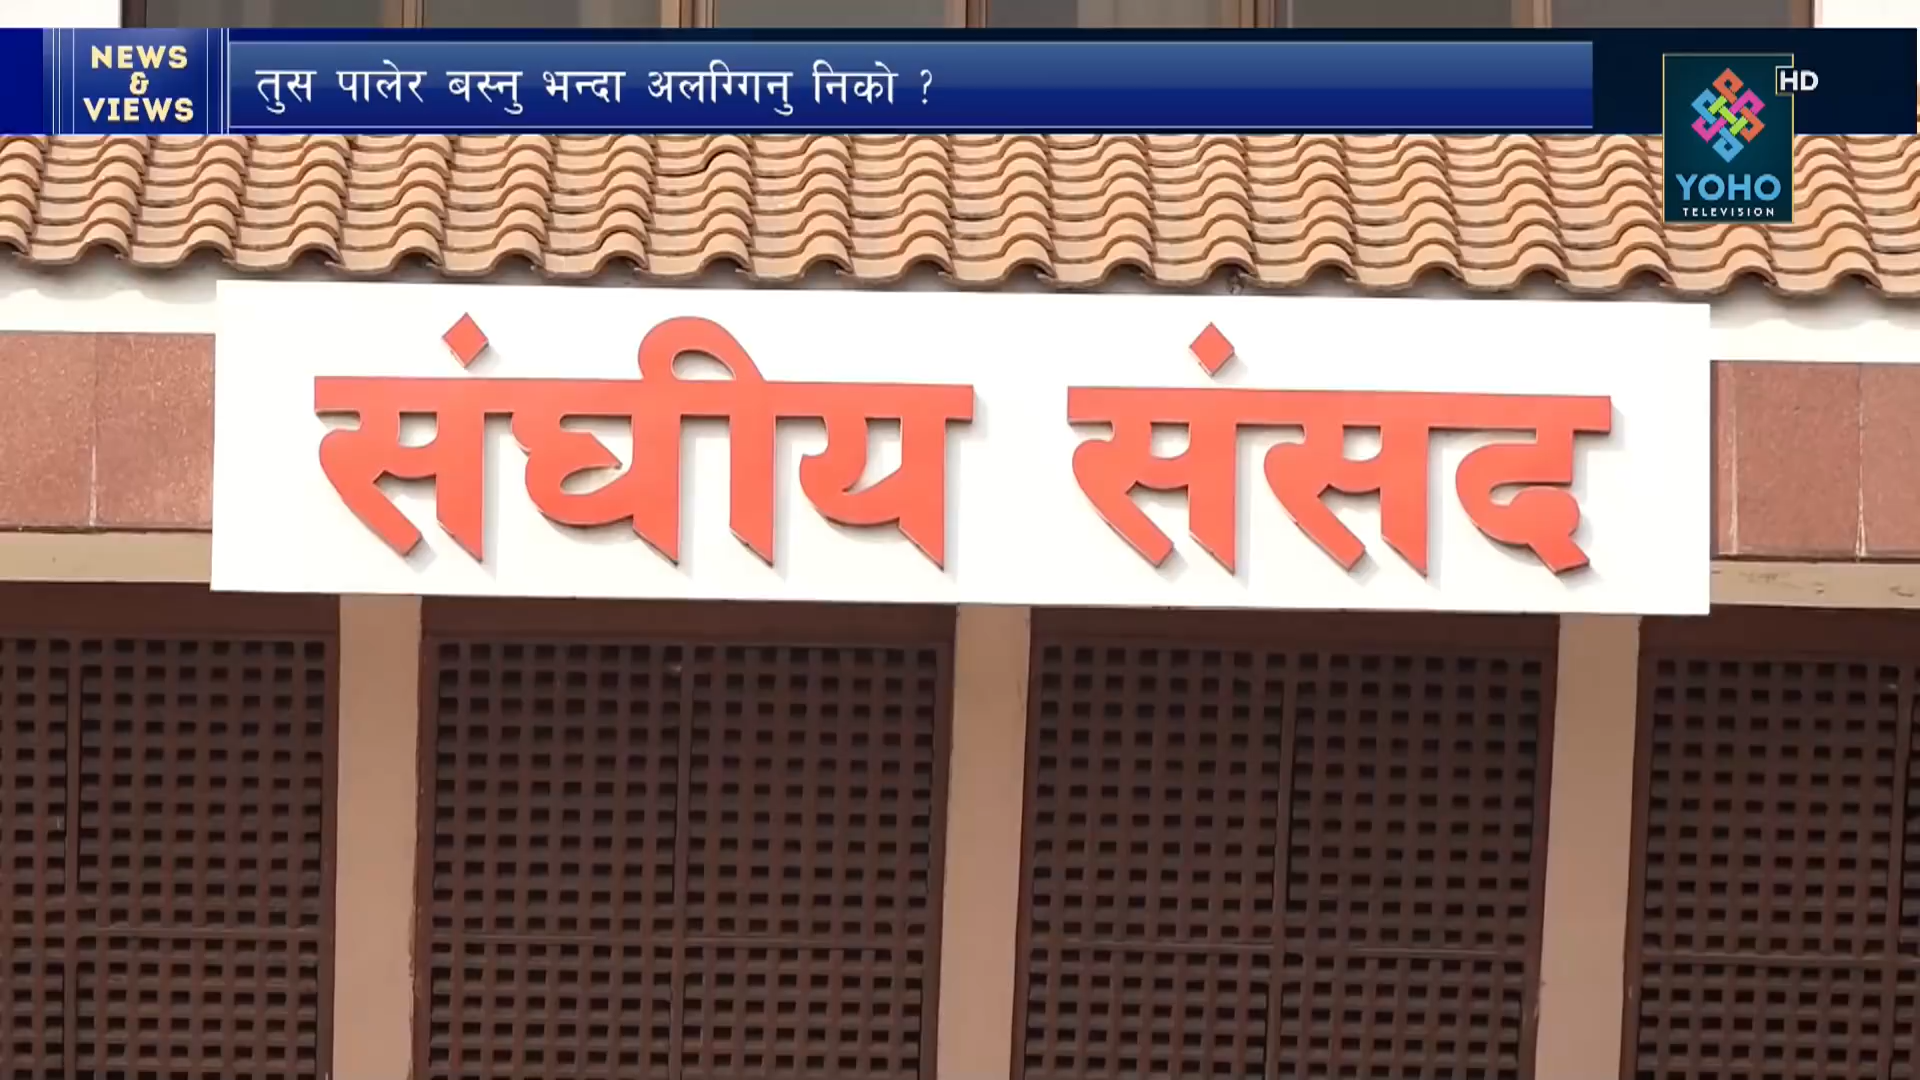 NEWS
&
VIEWS
तुस पालेर बस्नु भन्दा अलग्गिनु निको ?
HD
YOHO
TELEVISION
संघीय संसद